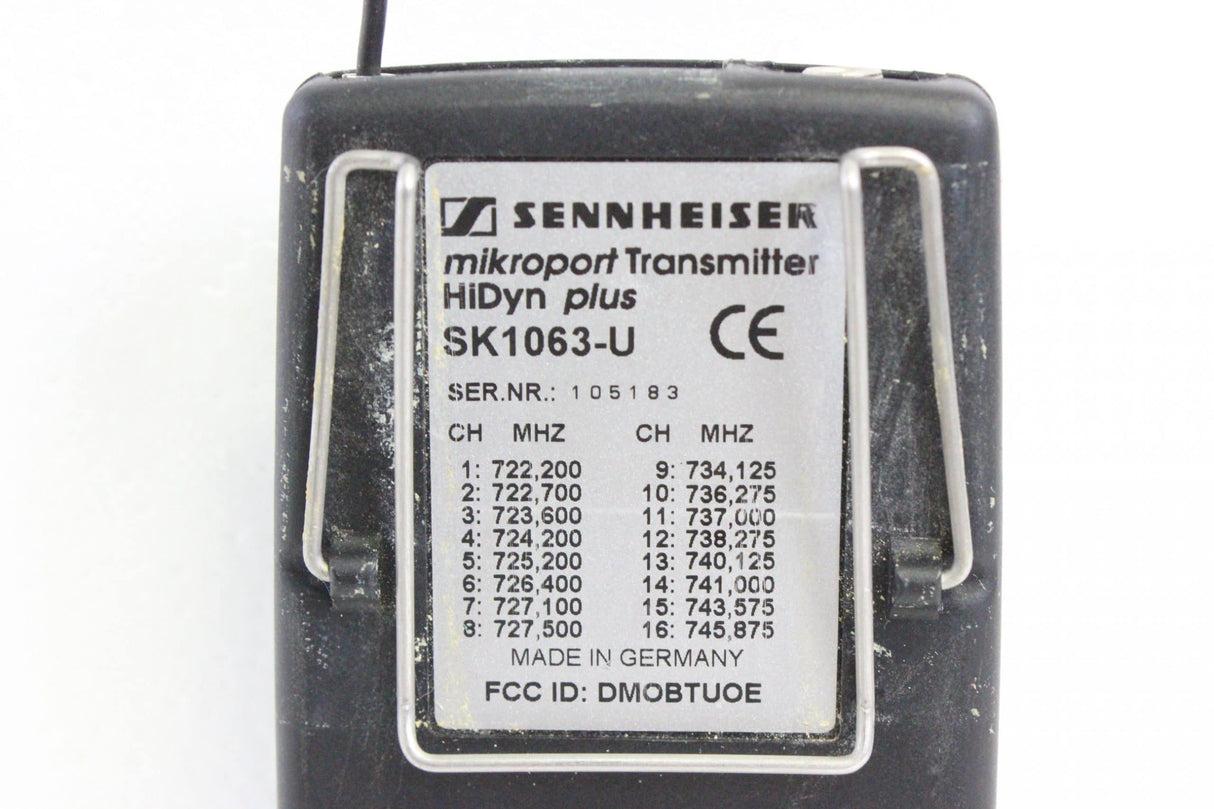 SENNHEISER
mikroport Transmitter
HiDyn plus
SK1063-U CE
SER.NR.: 105183
CH MHZ CH MHZ
1: 722,200 9: 734,125
2: 722,700 10: 736,275
3: 723,600 11: 737,000
4: 724,200 12: 738,275
5: 725,200 13: 740,125
6: 726,400 14: 741,000
7: 727,100 15: 743,575
8: 727,500 16: 745,875
MADE IN GERMANY
FCC ID: DMOBTUOE